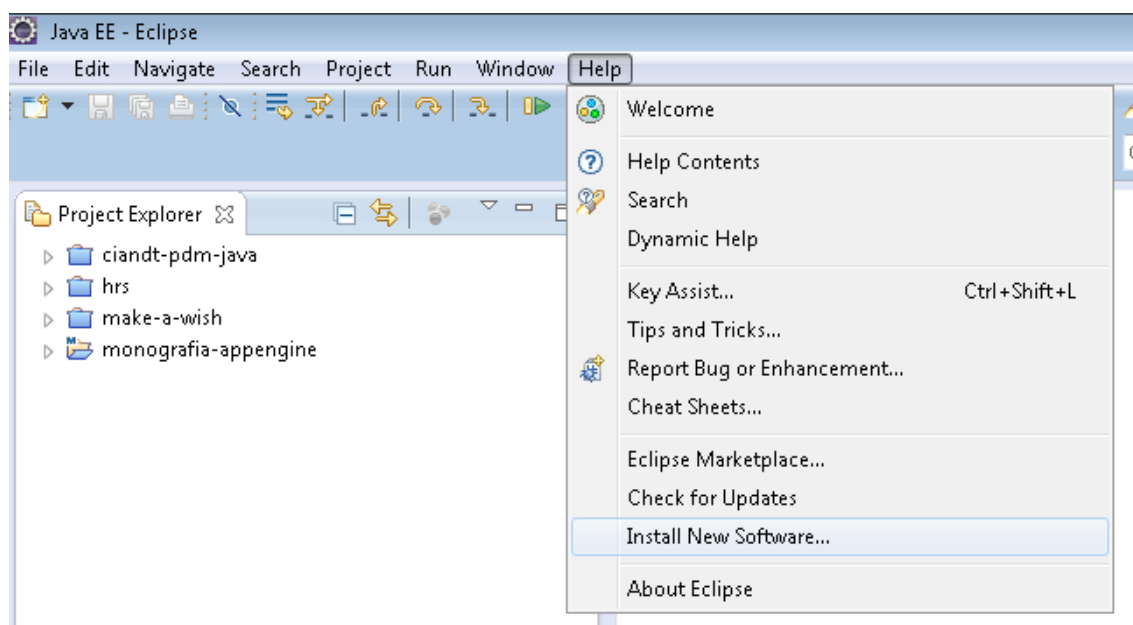 Java EE - Eclipse
File Edit Navigate Search Project Run Window Help
Welcome
Help Contents
Search
Dynamic Help
Key Assist... Ctrl+Shift+L
Tips and Tricks...
Report Bug or Enhancement...
Cheat Sheets...
Eclipse Marketplace...
Check for Updates
Install New Software...
About Eclipse
Project Explorer
ciandt-pdm-java
hrs
make-a-wish
monografia-appengine